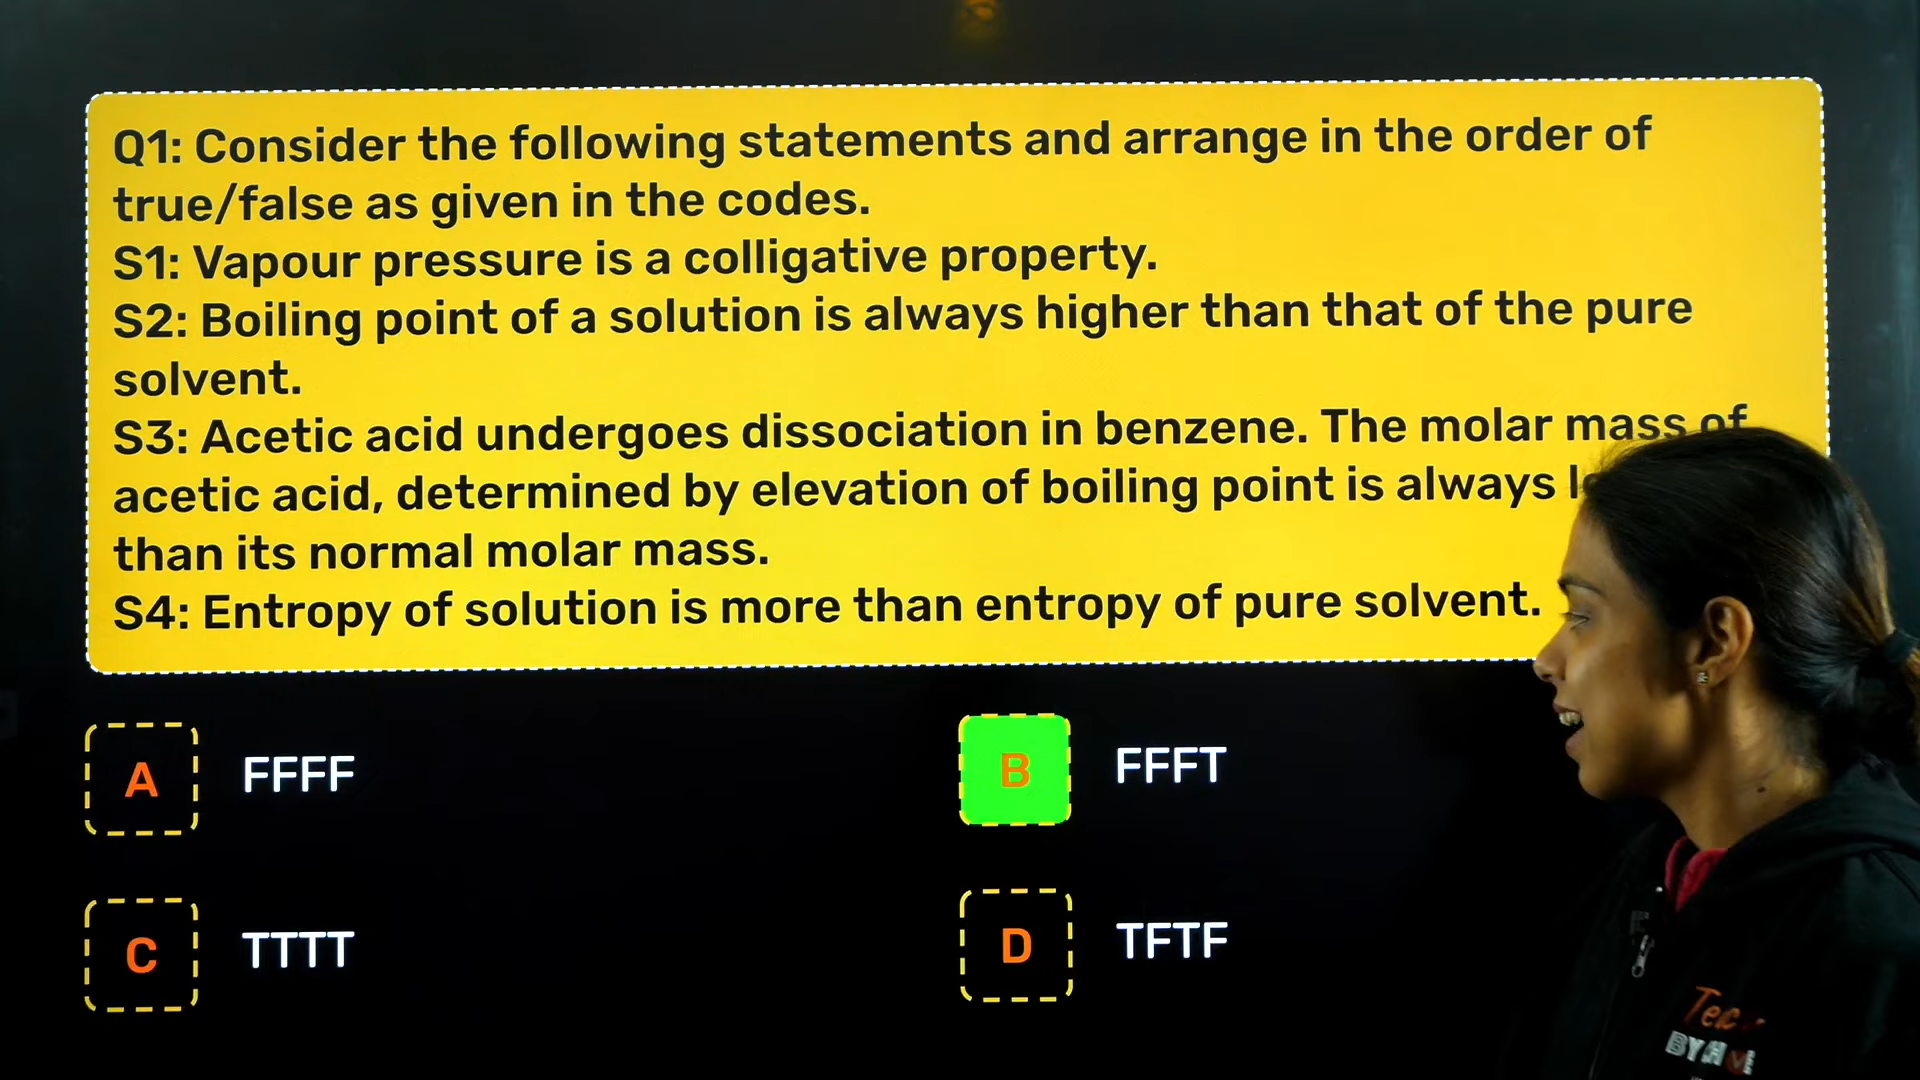 Q1: Consider the following statements and arrange in the order of
true/false as given in the codes.
S1: Vapour pressure is a colligative property.
S2: Boiling point of a solution is always higher than that of the pure
solvent.
S3: Acetic acid undergoes dissociation in benzene. The molar mass of
acetic acid, determined by elevation of boiling point is always
than its normal molar mass.
S4: Entropy of solution is more than entropy of pure solvent.
A FFFF
B FFFT
C TTTT
D TFTF